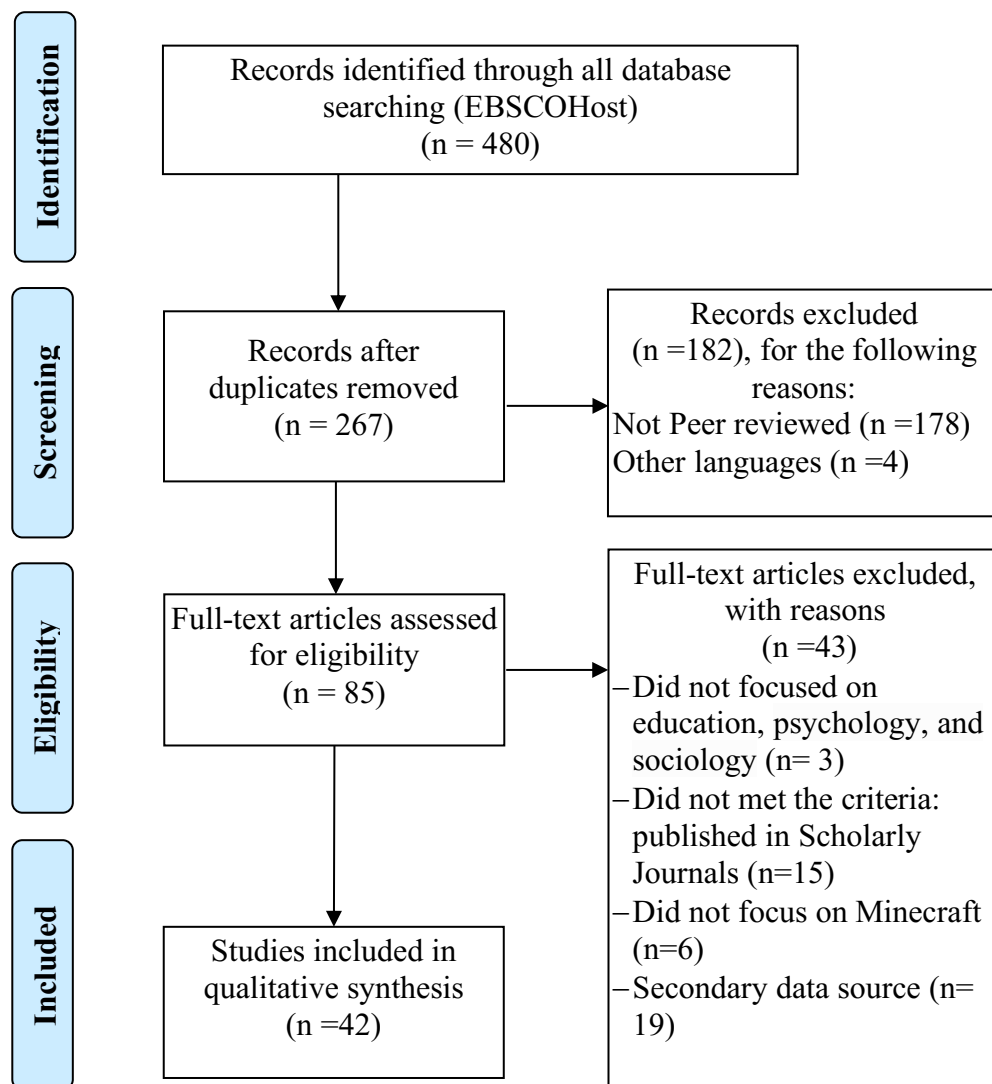 Identification
Records identified through all database
searching (EBSCOHost)
(n = 480)
Screening
Records after
duplicates removed
(n = 267)
Records excluded
(n =182), for the following
reasons:
Not Peer reviewed (n =178)
Other languages (n =4)
Eligibility
Full-text articles assessed
for eligibility
(n = 85)
Full-text articles excluded,
with reasons
(n =43)
–Did not focused on
education, psychology, and
sociology (n= 3)
–Did not met the criteria:
published in Scholarly
Journals (n=15)
–Did not focus on Minecraft
(n=6)
–Secondary data source (n=
19)
Included
Studies included in
qualitative synthesis
(n =42)